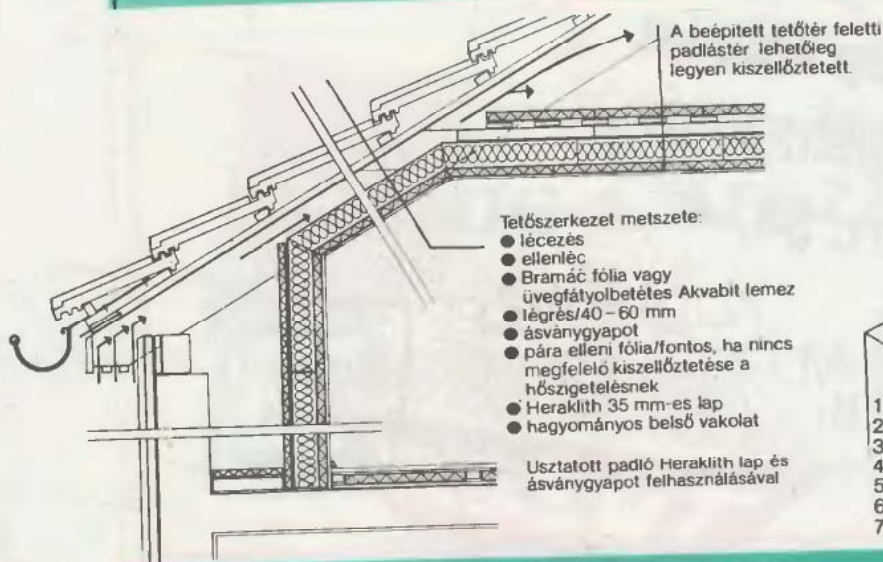 A beépitett tetőtér feletti
padlástér lehetőleg
legyen kiszellőztetett.
Tetőszerkezet metszete:
● lécezés
● ellenléc
● Bramác fólia vagy
üvegfátyolbetétes Akvabit lemez
● légrés/40–60 mm
● ásványgyapot
● pára elleni fólia/fontos, ha nincs
megfelelő kiszellőztetése a
hőszigetelésnek
● Heraklith 35 mm-es lap
● hagyományos belső vakolat
Usztatott padló Heraklith lap és
ásványgyapot felhasználásával
1
2
3
4
5
6
7